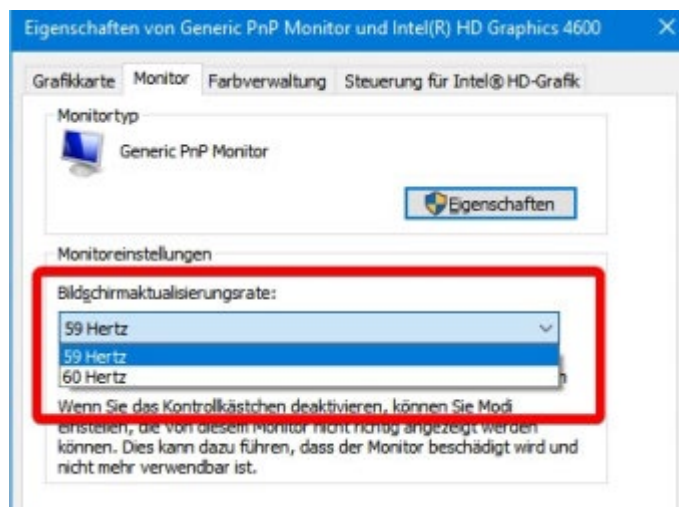 Eigenschaften von Generic PnP Monitor und Intel(R) HD Graphics 4600
Grafikkarte Monitor Farbverwaltung Steuerung für Intel® HD-Grafik
Monitortyp
Generic PnP Monitor
Eigenschaften
Monitoreinstellungen
Bildschirmaktualisierungsrate:
59 Hertz
59 Hertz
60 Hertz
Wenn Sie das Kontrollkästchen deaktivieren, können Sie Modi
einstellen, die von diesem Monitor nicht richtig angezeigt werden
können. Dies kann dazu führen, dass der Monitor beschädigt wird und
nicht mehr verwendbar ist.